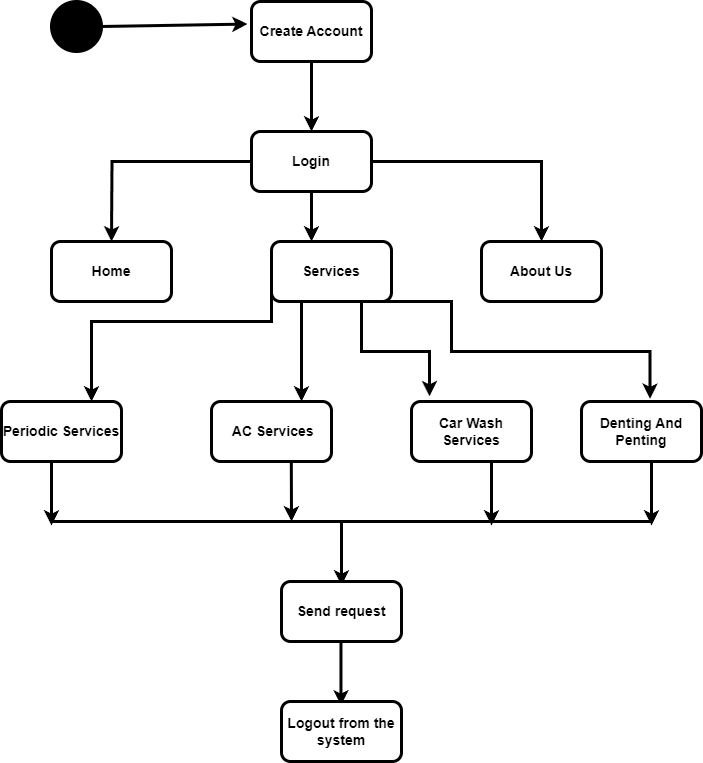 Create Account
Login
Home
Services
About Us
Periodic Services
AC Services
Car Wash
Services
Denting And
Penting
Send request
Logout from the
system